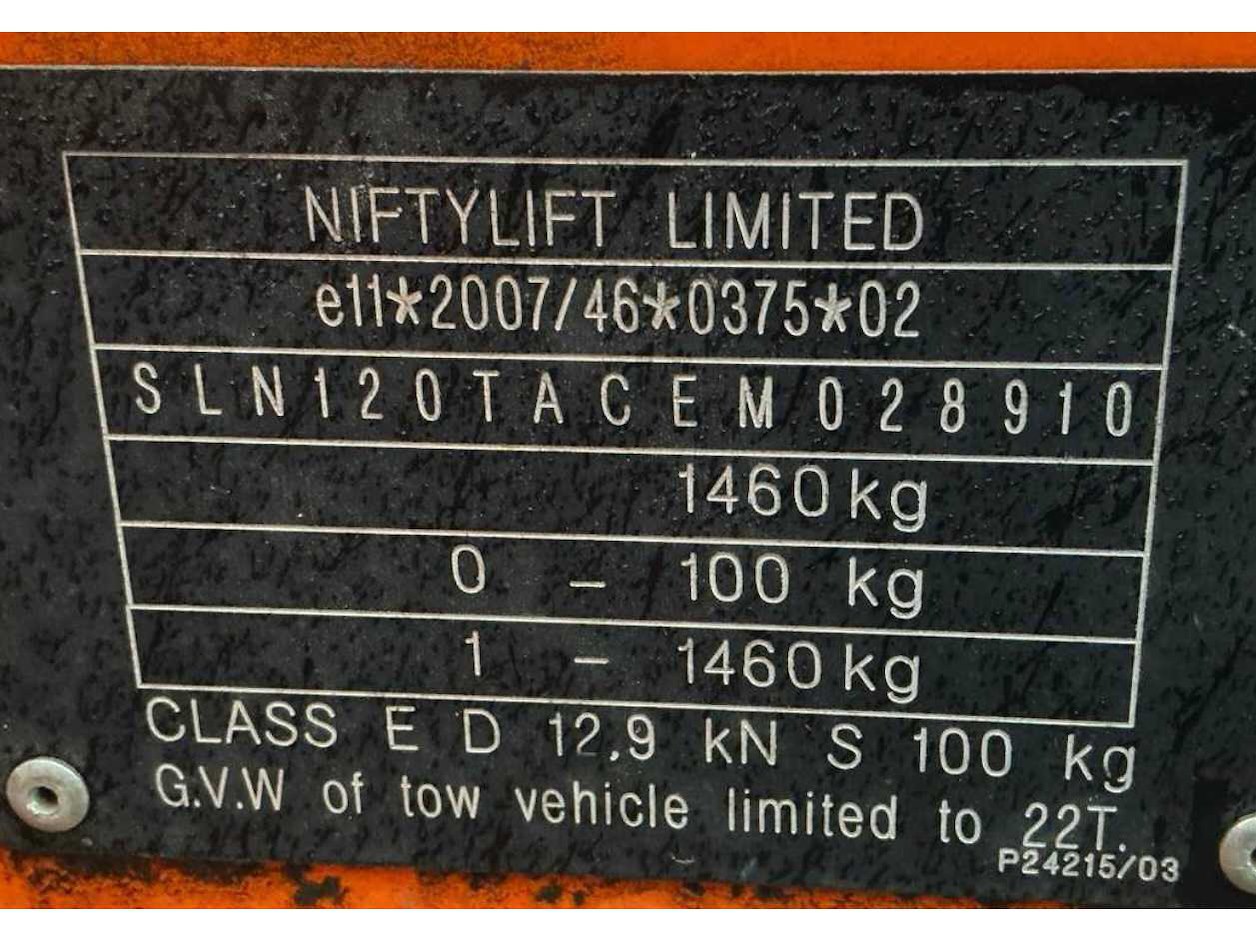 NIFTYLIFT LIMITED
e11*2007/46*0375*02
SLN120TACEM028910
1460kg
0 - 100 kg
1 - 1460kg
CLASS E D 12,9 kN S 100 kg
G.V.W of tow vehicle limited to 22T.
P24215/03